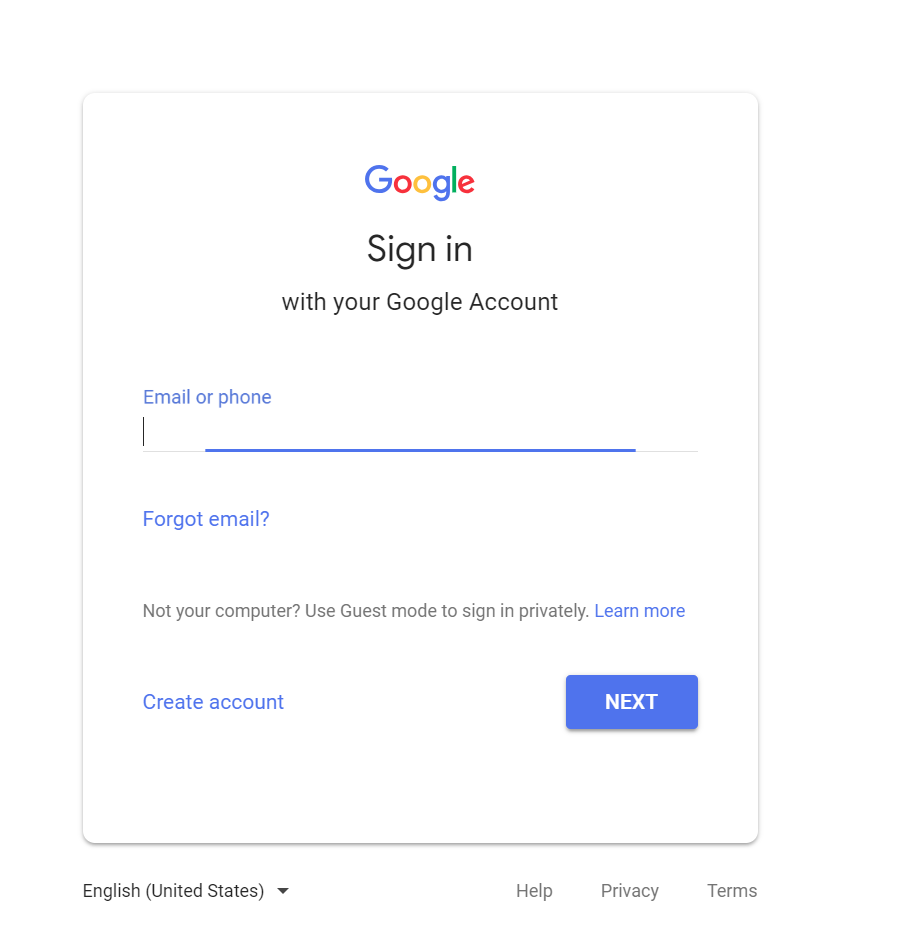 Google
Sign in
with your Google Account
Email or phone
Forgot email?
Not your computer? Use Guest mode to sign in privately. Learn more
Create account
NEXT
English (United States)
Help
Privacy
Terms